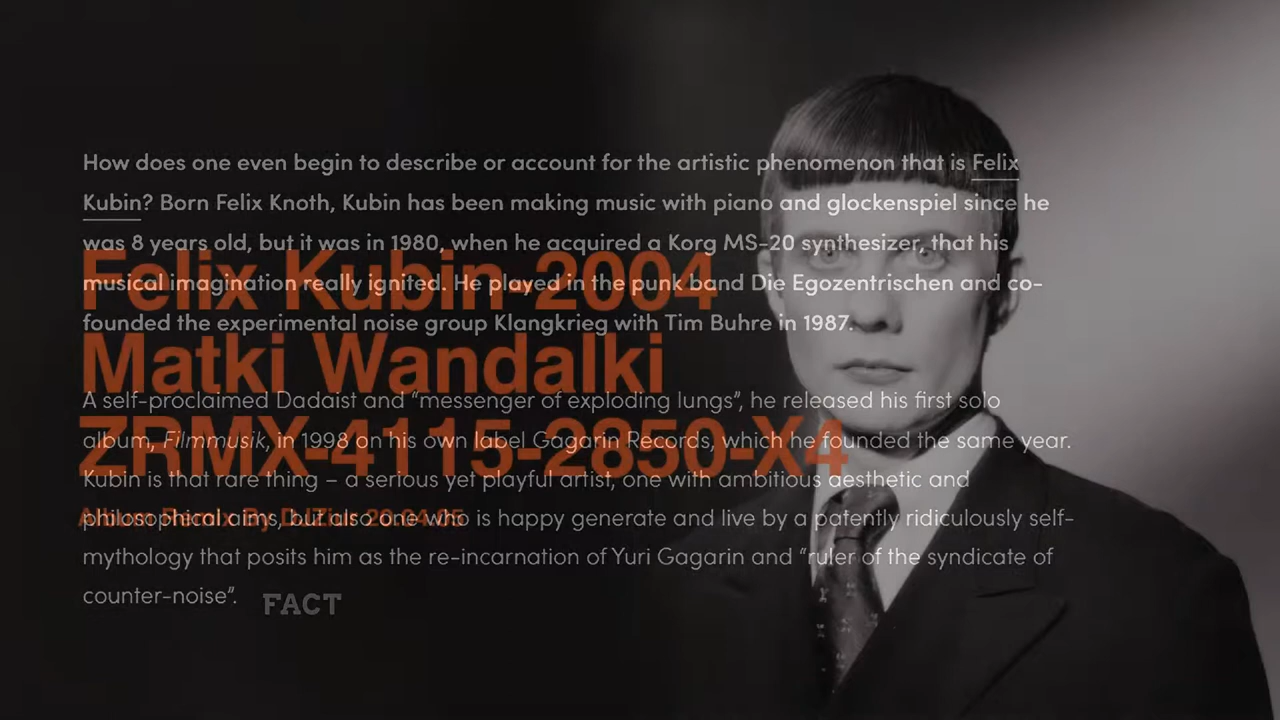 How does one even begin to describe or account for the artistic phenomenon that is Felix
Kubin? Born Felix Knoth, Kubin has been making music with piano and glockenspiel since he
was 8 years old, but it was in 1980, when he acquired a Korg MS-20 synthesizer, that his
musical imagination really ignited. He played in the punk band Die Egozentrischen and co-
founded the experimental noise group Klangkrieg with Tim Buhre in 1987.
A self-proclaimed Dadaist and “messenger of exploding lungs”, he released his first solo
album, Filmmusik, in 1998 on his own label Gagarin Records, which he founded the same year.
Kubin is that rare thing – a serious yet playful artist, one with ambitious aesthetic and
philosophical aims, but also one who is happy generate and live by a patently ridiculously self-
mythology that posits him as the re-incarnation of Yuri Gagarin and “ruler of the syndicate of
counter-noise”.
FACT
Felix Kubin-2004
Matki Wandalki
ZRMX-4115-2850-X4
Album Remix By